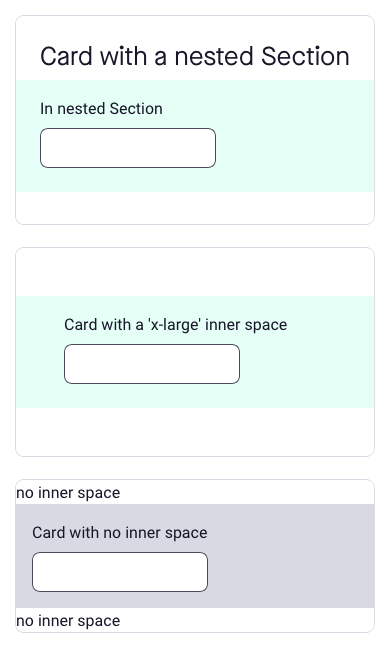 Card with a nested Section
In nested Section
Card with a 'x-large' inner space
no inner space
Card with no inner space
no inner space